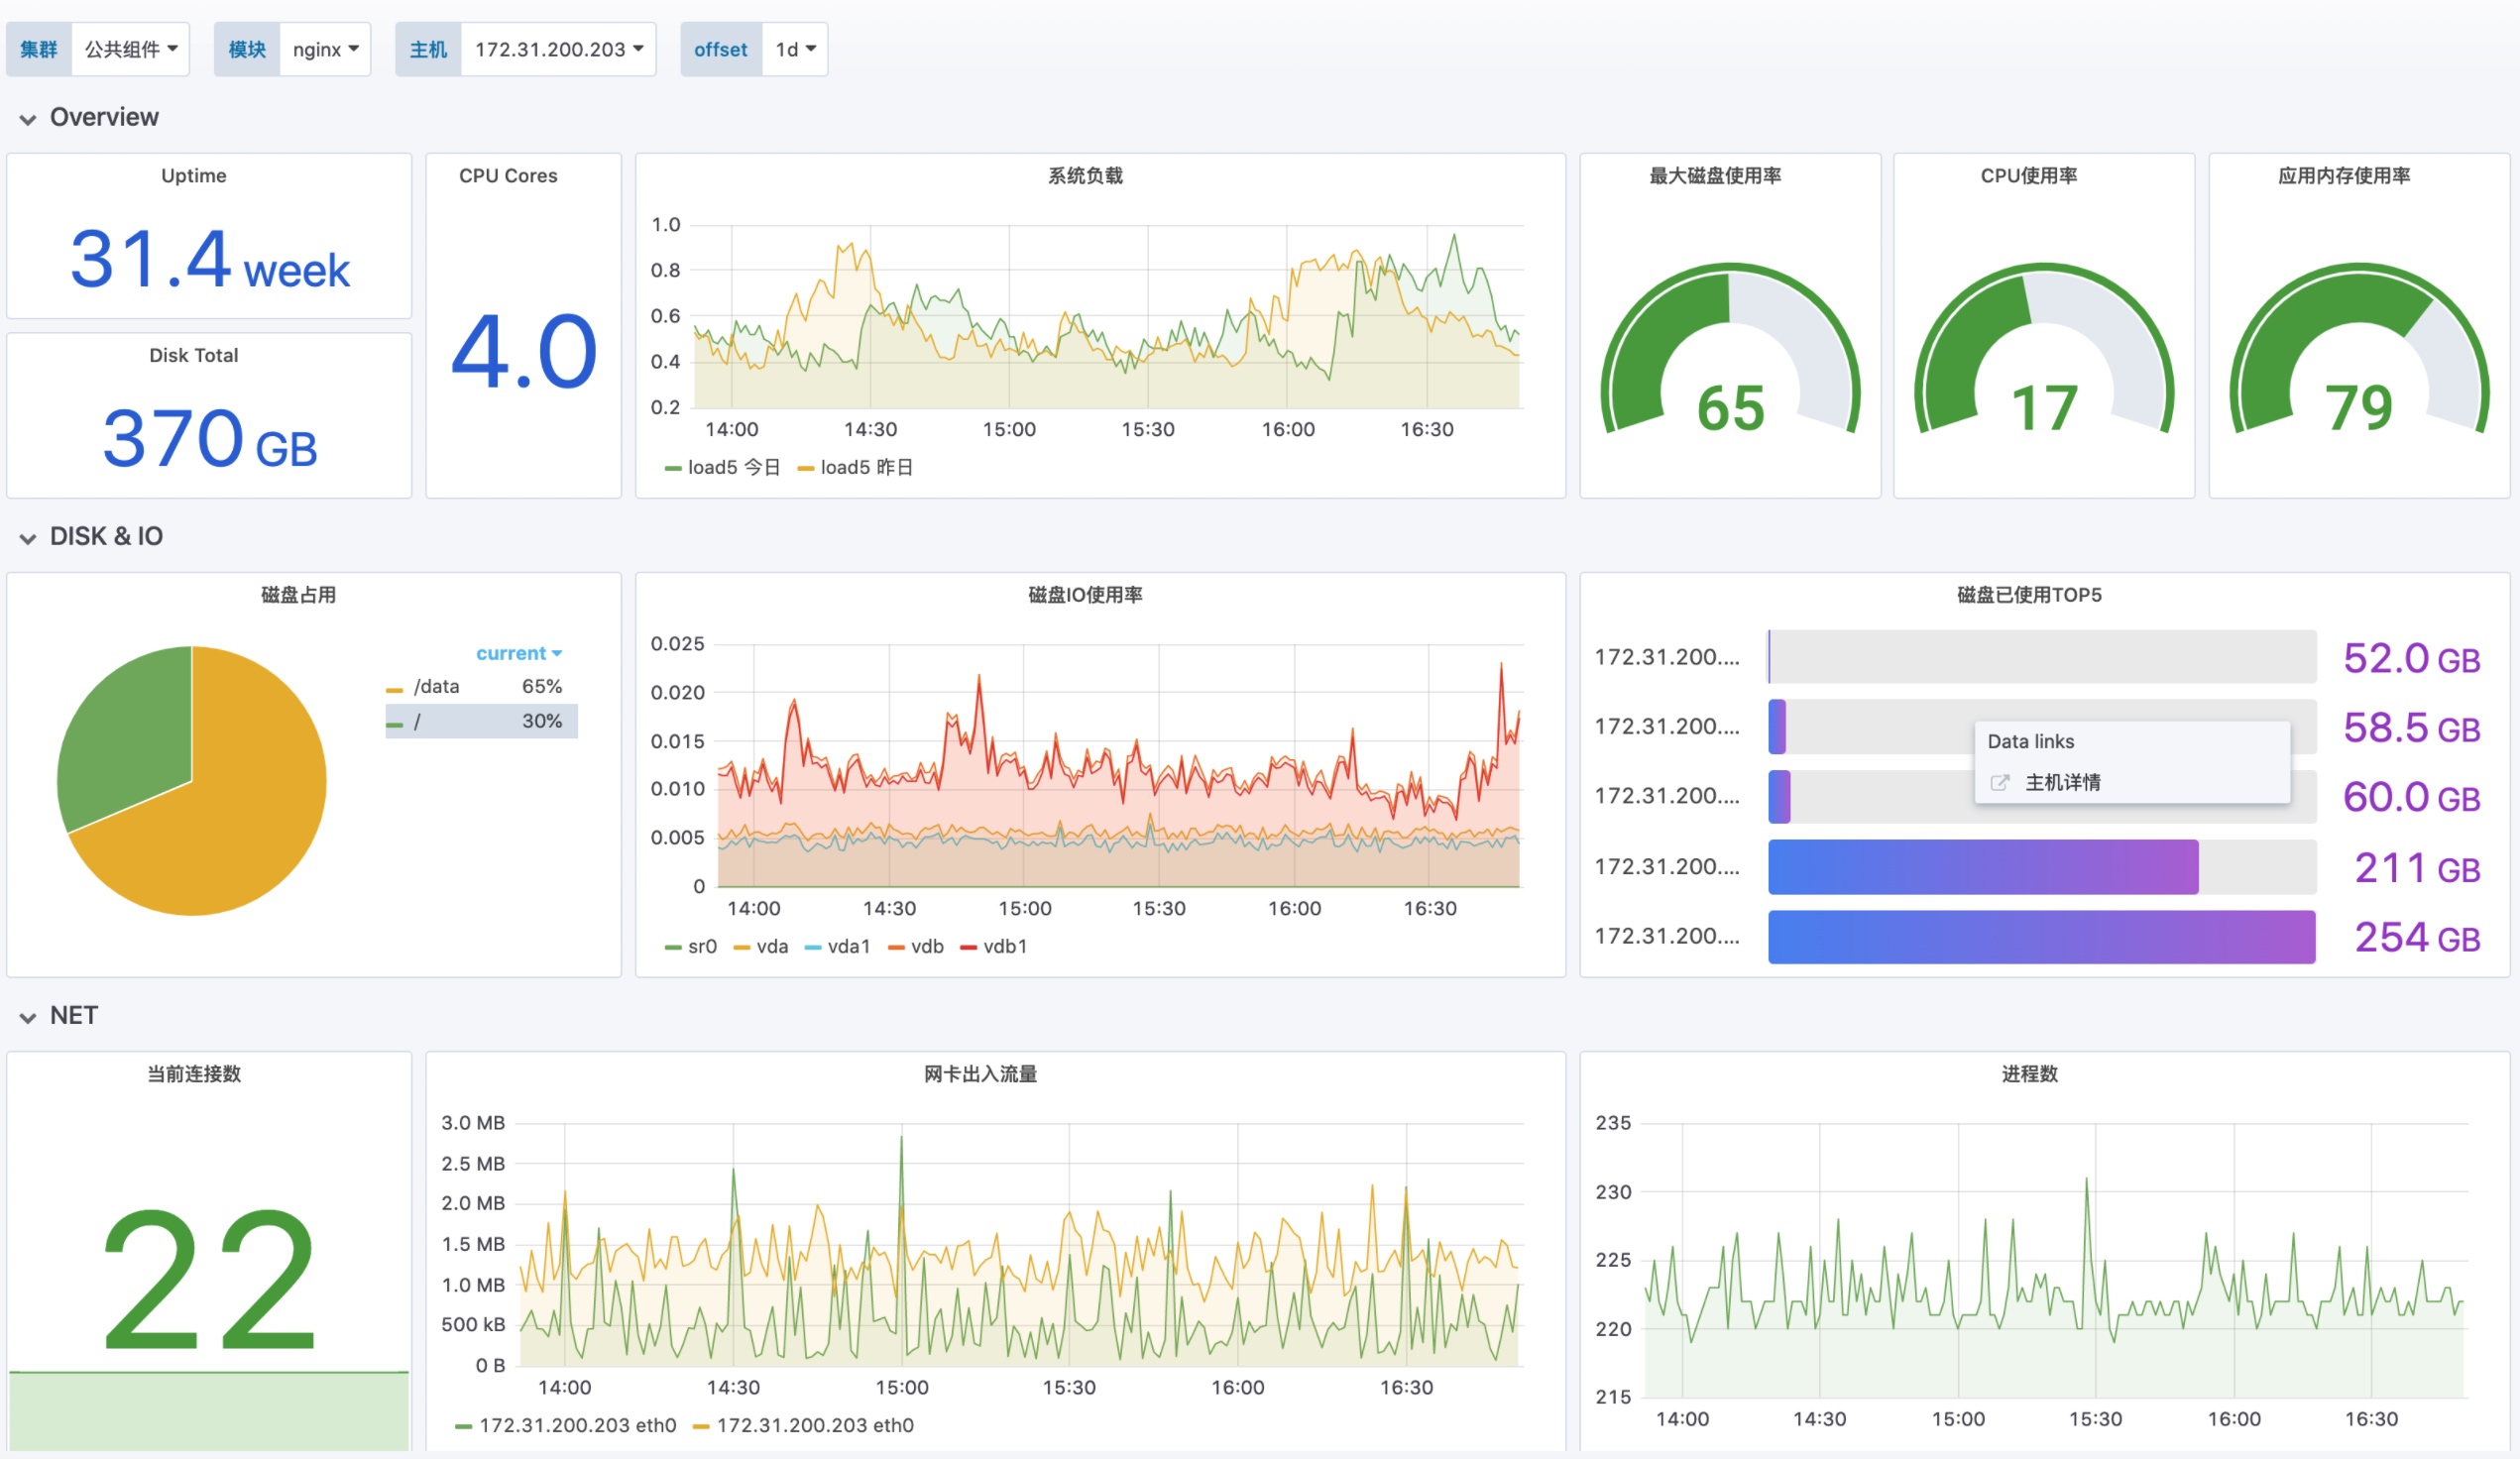 集群 公共组件 模块 nginx 主机 172.31.200.203 offset 1d
Overview
Uptime
31.4 week
Disk Total
370 GB
CPU Cores
4.0
系统负载
1.0
0.8
0.6
0.4
0.2
14:00 14:30 15:00 15:30 16:00 16:30
load5 今日 load5 昨日
最大磁盘使用率
65
CPU使用率
17
应用内存使用率
79
DISK & IO
磁盘占用
current
/data 65%
/ 30%
磁盘IO使用率
0.025
0.020
0.015
0.010
0.005
0
14:00 14:30 15:00 15:30 16:00 16:30
sr0 vda vda1 vdb vdb1
磁盘已使用TOP5
172.31.200.... 52.0 GB
172.31.200.... 58.5 GB
Data links
主机详情
172.31.200.... 60.0 GB
172.31.200.... 211 GB
172.31.200.... 254 GB
NET
当前连接数
22
网卡出入流量
3.0 MB
2.5 MB
2.0 MB
1.5 MB
1.0 MB
500 kB
0 B
14:00 14:30 15:00 15:30 16:00 16:30
172.31.200.203 eth0 172.31.200.203 eth0
进程数
235
230
225
220
215
14:00 14:30 15:00 15:30 16:00 16:30